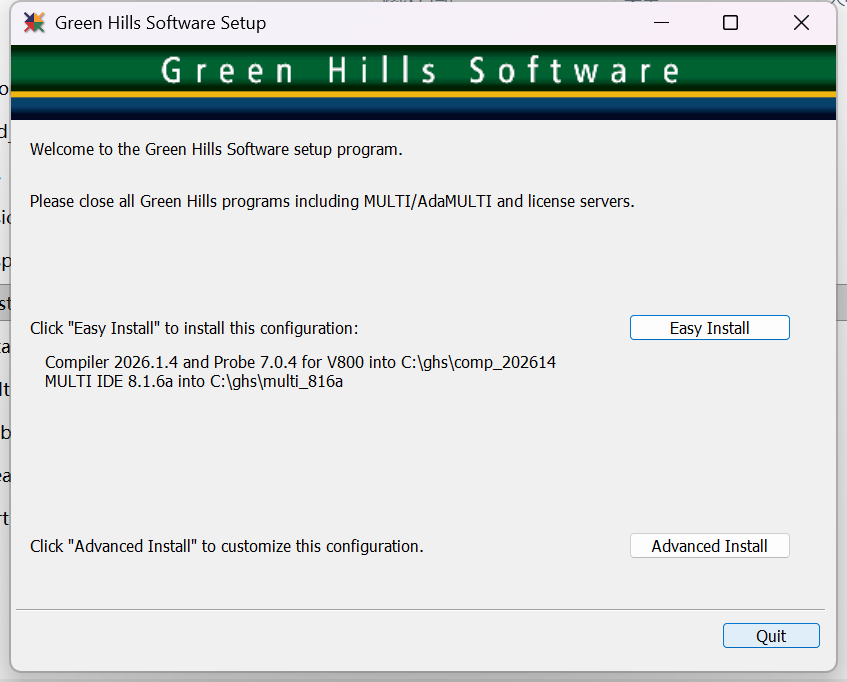 Green Hills Software Setup
Green Hills Software
Welcome to the Green Hills Software setup program.
Please close all Green Hills programs including MULTI/AdaMULTI and license servers.
Click "Easy Install" to install this configuration:
Easy Install
Compiler 2026.1.4 and Probe 7.0.4 for V800 into C:\ghs\comp_202614
MULTI IDE 8.1.6a into C:\ghs\multi_816a
Click "Advanced Install" to customize this configuration.
Advanced Install
Quit